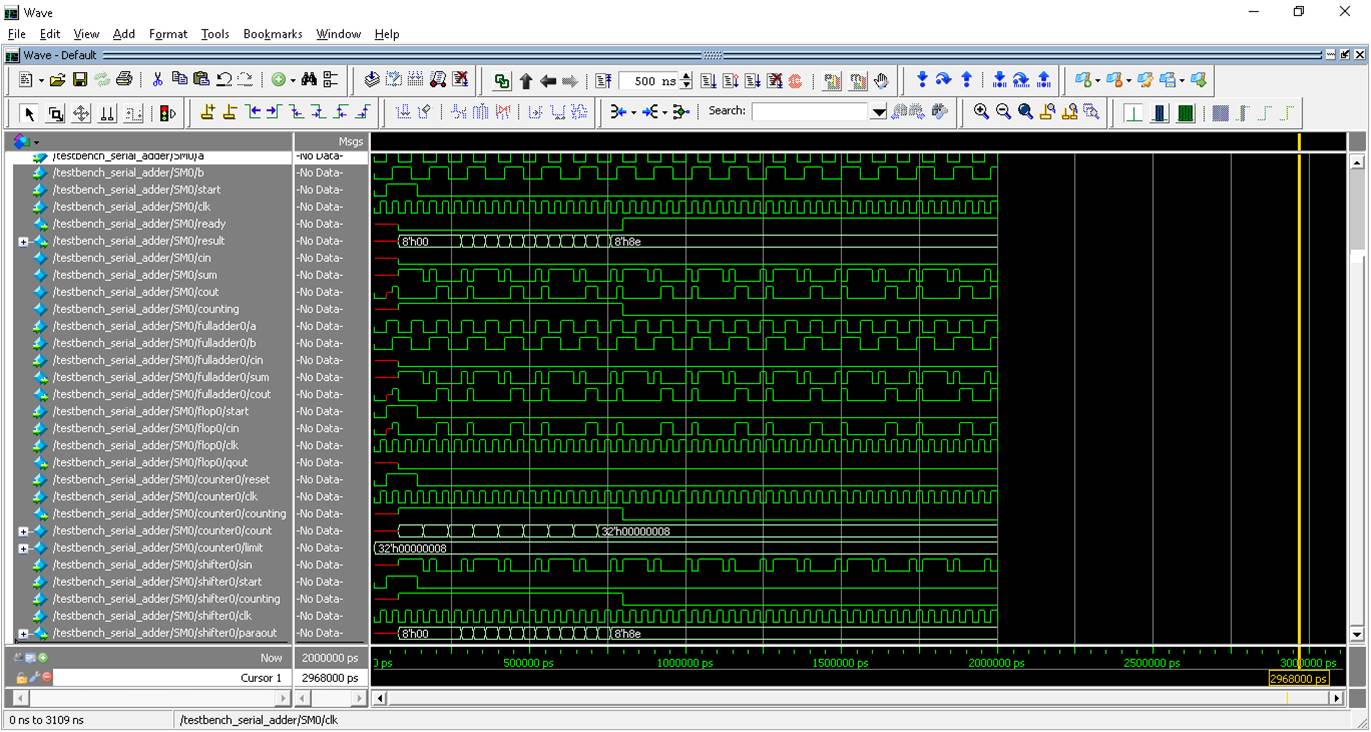 Wave
File Edit View Add Format Tools Bookmarks Window Help
Wave - Default
500 ns
Search:
Msgs
/testbench_serial_adder/SM0/a -No Data-
/testbench_serial_adder/SM0/b -No Data-
/testbench_serial_adder/SM0/start -No Data-
/testbench_serial_adder/SM0/clk -No Data-
/testbench_serial_adder/SM0/ready -No Data-
/testbench_serial_adder/SM0/result -No Data- 8'h00 8'h8e
/testbench_serial_adder/SM0/cin -No Data-
/testbench_serial_adder/SM0/sum -No Data-
/testbench_serial_adder/SM0/cout -No Data-
/testbench_serial_adder/SM0/counting -No Data-
/testbench_serial_adder/SM0/fulladder0/a -No Data-
/testbench_serial_adder/SM0/fulladder0/b -No Data-
/testbench_serial_adder/SM0/fulladder0/cin -No Data-
/testbench_serial_adder/SM0/fulladder0/sum -No Data-
/testbench_serial_adder/SM0/fulladder0/cout -No Data-
/testbench_serial_adder/SM0/flop0/start -No Data-
/testbench_serial_adder/SM0/flop0/cin -No Data-
/testbench_serial_adder/SM0/flop0/clk -No Data-
/testbench_serial_adder/SM0/flop0/qout -No Data-
/testbench_serial_adder/SM0/counter0/reset -No Data-
/testbench_serial_adder/SM0/counter0/clk -No Data-
/testbench_serial_adder/SM0/counter0/counting -No Data-
/testbench_serial_adder/SM0/counter0/count -No Data- 32'h00000008
/testbench_serial_adder/SM0/counter0/limit -No Data- 32'h00000008
/testbench_serial_adder/SM0/shifter0/sin -No Data-
/testbench_serial_adder/SM0/shifter0/start -No Data-
/testbench_serial_adder/SM0/shifter0/counting -No Data-
/testbench_serial_adder/SM0/shifter0/clk -No Data-
/testbench_serial_adder/SM0/shifter0/paraout -No Data- 8'h00 8'h8e
Now 2000000 ps ps 500000 ps 1000000 ps 1500000 ps 2000000 ps 2500000 ps 3000000 ps
Cursor 1 2968000 ps 2968000 ps
0 ns to 3109 ns /testbench_serial_adder/SM0/clk